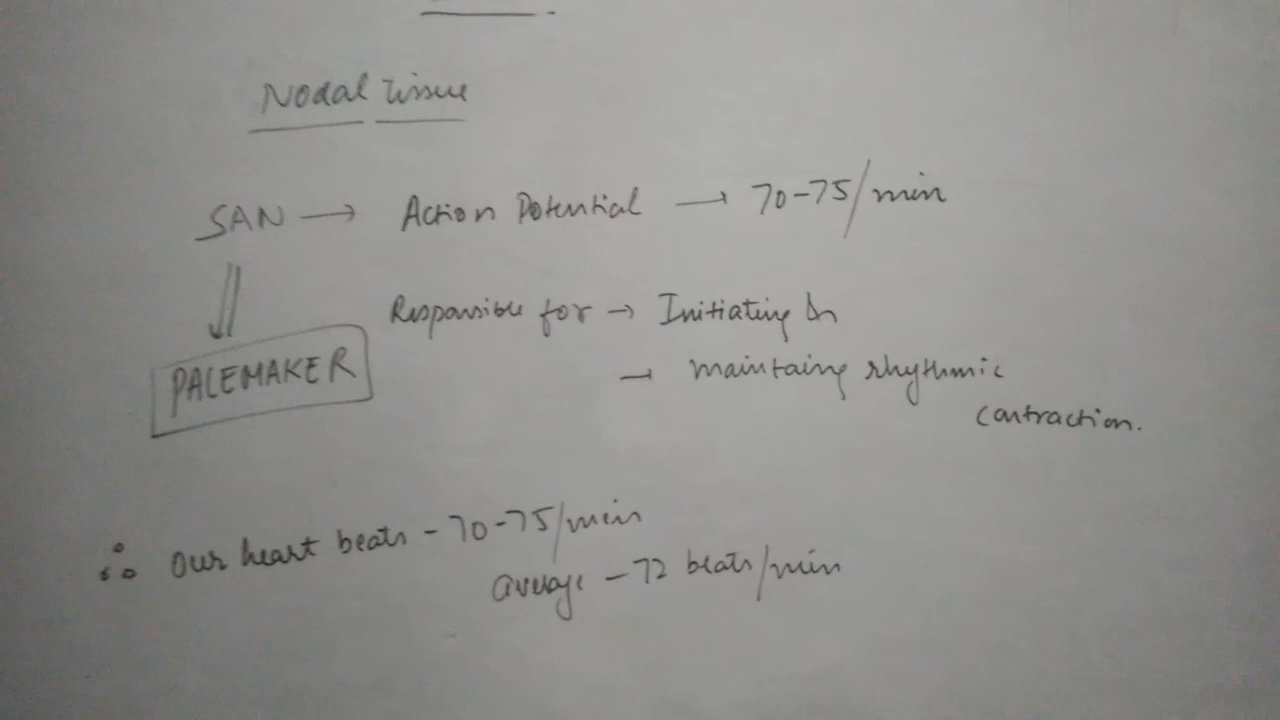 Nodal Tissue
SAN → Action Potential → 70-75/min
Responsible for → Initiating &
PACEMAKER
→ maintaing rhythmic
contraction.
∴ Our heart beats - 70-75/min
average - 72 beats/min